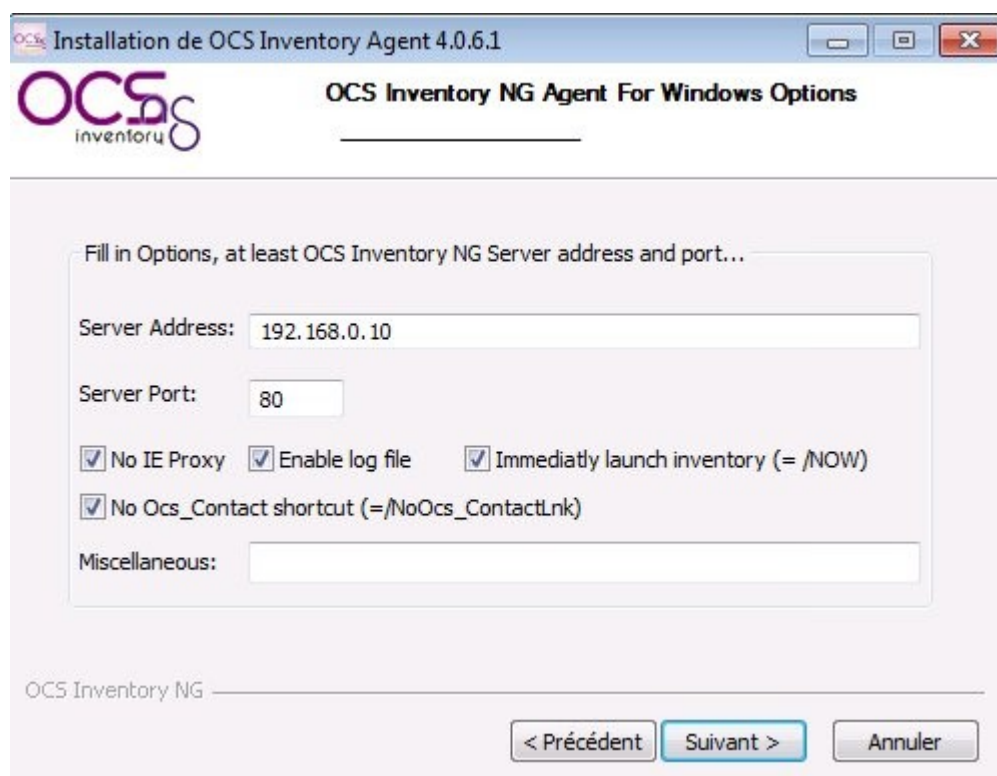 Installation de OCS Inventory Agent 4.0.6.1
OCS inventory NG
OCS Inventory NG Agent For Windows Options
Fill in Options, at least OCS Inventory NG Server address and port...
Server Address: 192.168.0.10
Server Port: 80
No IE Proxy Enable log file Immediatly launch inventory (= /NOW)
No Ocs_Contact shortcut (=/NoOcs_ContactLnk)
Miscellaneous:
OCS Inventory NG
< Précédent Suivant > Annuler